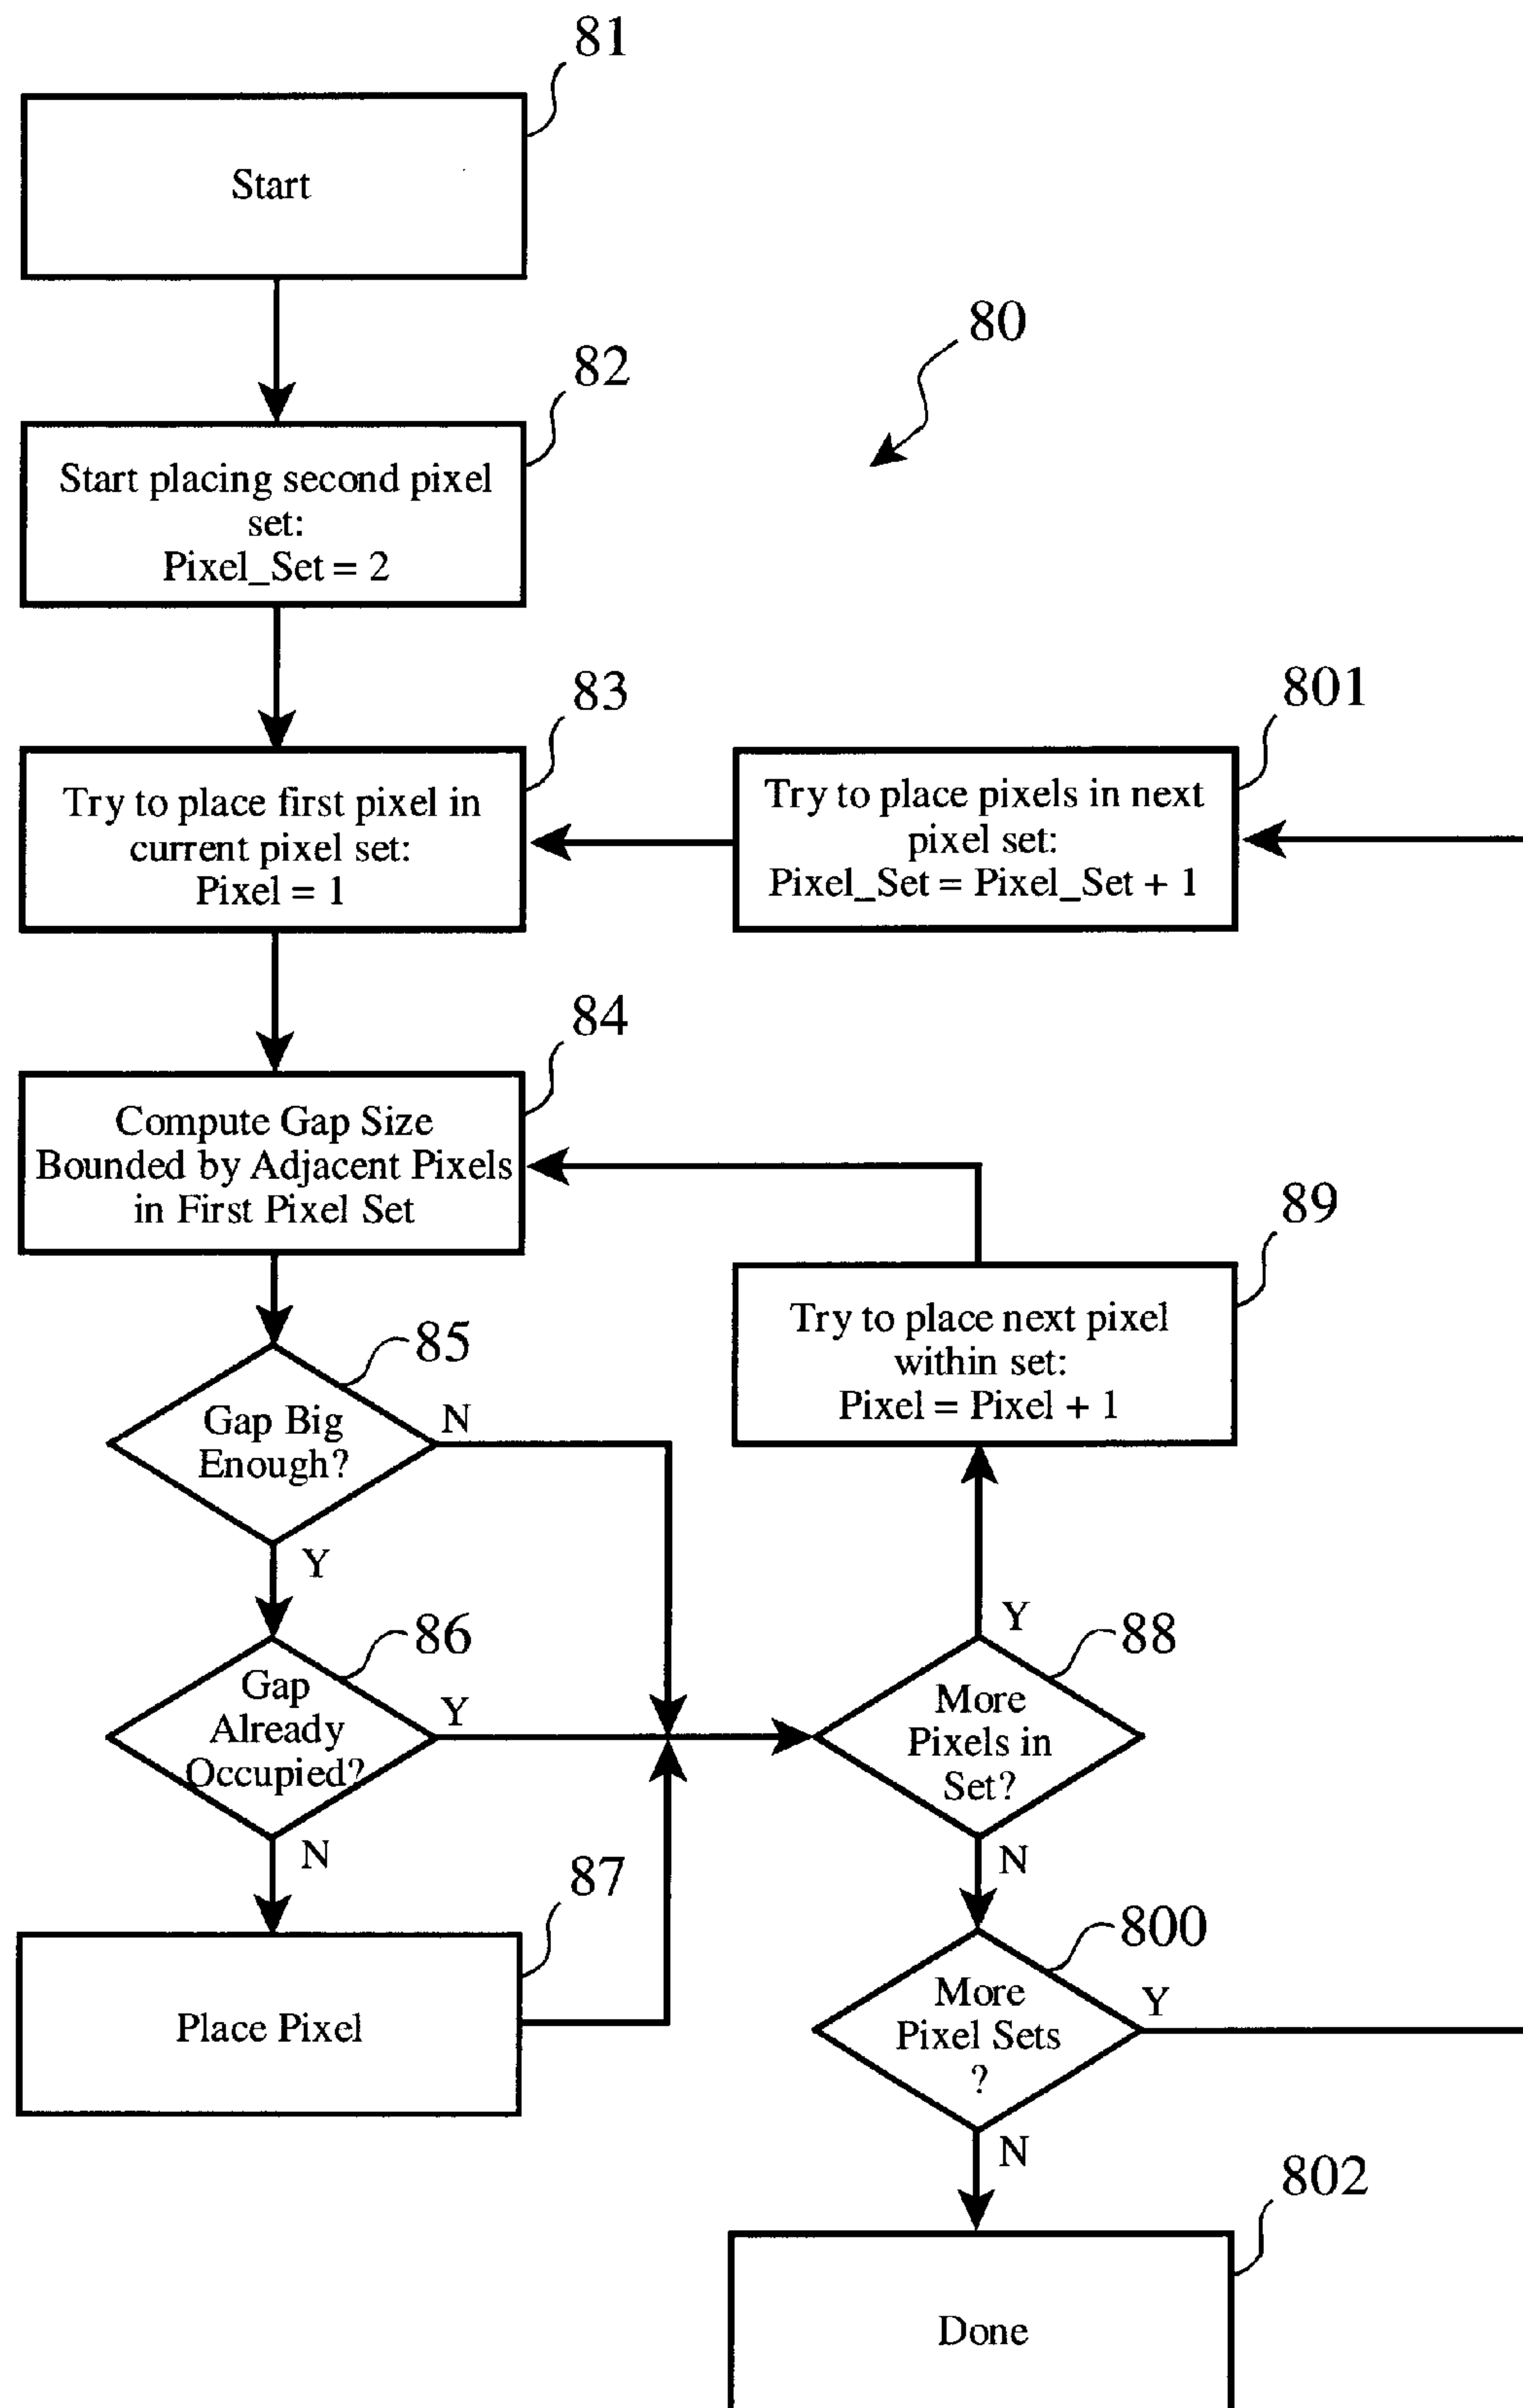 81
Start
80
82
Start placing second pixel
set:
Pixel_Set = 2
83
Try to place first pixel in
current pixel set:
Pixel = 1
801
Try to place pixels in next
pixel set:
Pixel_Set = Pixel_Set + 1
84
Compute Gap Size
Bounded by Adjacent Pixels
in First Pixel Set
89
Try to place next pixel
within set:
Pixel = Pixel + 1
85
Gap Big
Enough?
N
Y
86
Gap
Already
Occupied?
Y
N
88
More
Pixels in
Set?
Y
N
87
Place Pixel
800
More
Pixel Sets
?
Y
N
802
Done